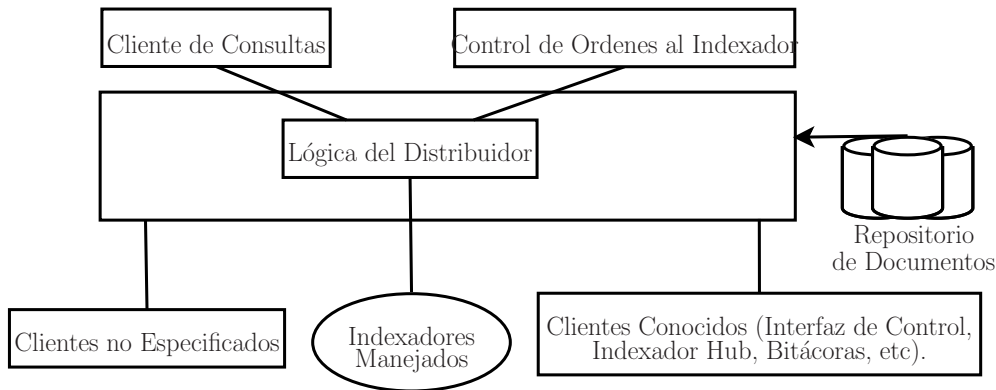 Cliente de Consultas
Control de Ordenes al Indexador
Lógica del Distribuidor
Repositorio
de Documentos
Clientes no Especificados
Indexadores
Manejados
Clientes Conocidos (Interfaz de Control,
Indexador Hub, Bitácoras, etc).